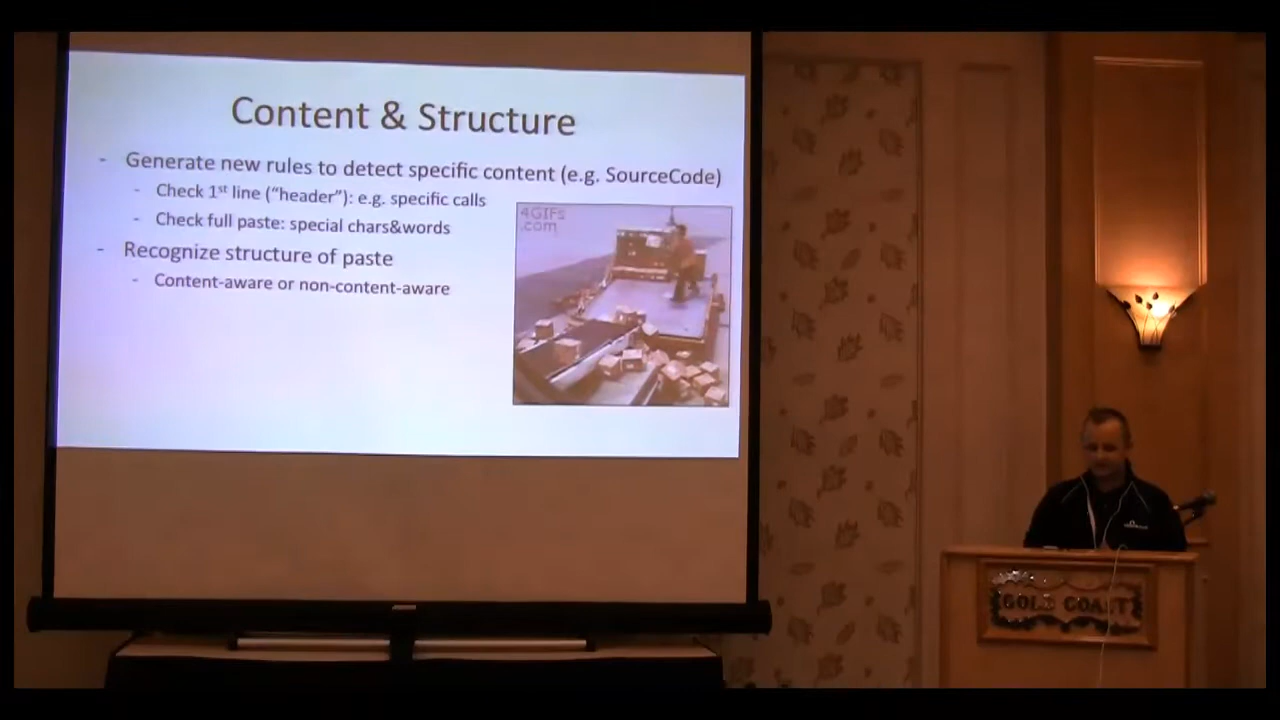 Content & Structure
- Generate new rules to detect specific content (e.g. SourceCode)
- Check 1st line (“header”): e.g. specific calls
- Check full paste: special chars&words
- Recognize structure of paste
- Content-aware or non-content-aware
4GIFs
.com
GOLD COAST